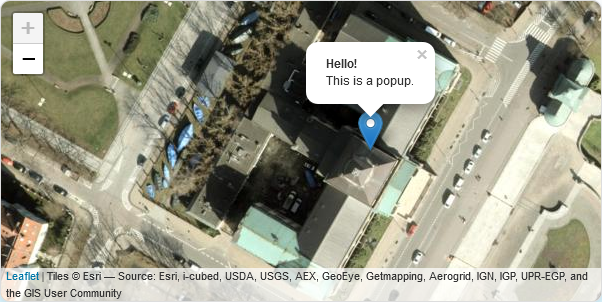 +
−
Hello!
×
This is a popup.
Leaflet | Tiles © Esri — Source: Esri, i-cubed, USDA, USGS, AEX, GeoEye, Getmapping, Aerogrid, IGN, IGP, UPR-EGP, and
the GIS User Community